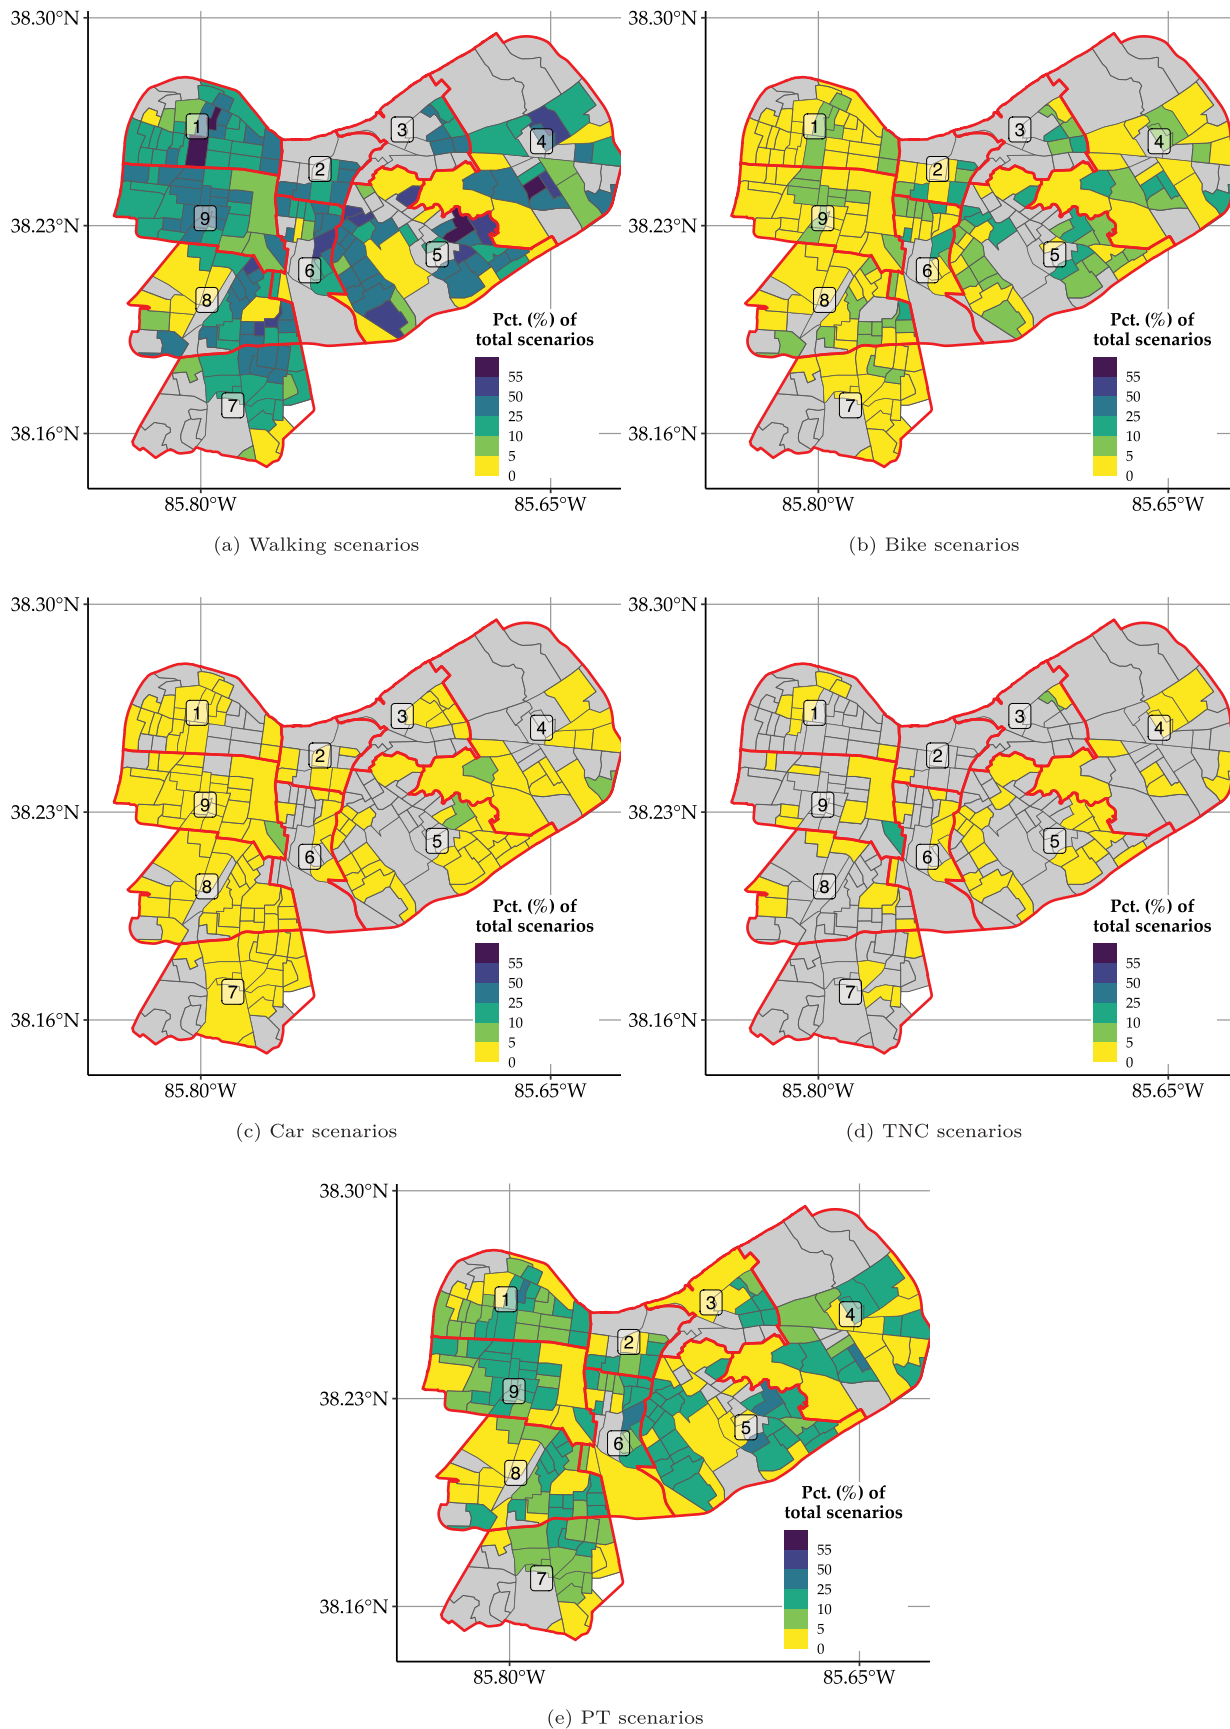 38.30°N
38.23°N
38.16°N
85.80°W
85.65°W
1
2
3
4
5
6
7
8
9
Pct. (%) of
total scenarios
55
50
25
10
5
0
(a) Walking scenarios
38.30°N
38.23°N
38.16°N
85.80°W
85.65°W
1
2
3
4
5
6
7
8
9
Pct. (%) of
total scenarios
55
50
25
10
5
0
(b) Bike scenarios
38.30°N
38.23°N
38.16°N
85.80°W
85.65°W
1
2
3
4
5
6
7
8
9
Pct. (%) of
total scenarios
55
50
25
10
5
0
(c) Car scenarios
38.30°N
38.23°N
38.16°N
85.80°W
85.65°W
1
2
3
4
5
6
7
8
9
Pct. (%) of
total scenarios
55
50
25
10
5
0
(d) TNC scenarios
38.30°N
38.23°N
38.16°N
85.80°W
85.65°W
1
2
3
4
5
6
7
8
9
Pct. (%) of
total scenarios
55
50
25
10
5
0
(e) PT scenarios